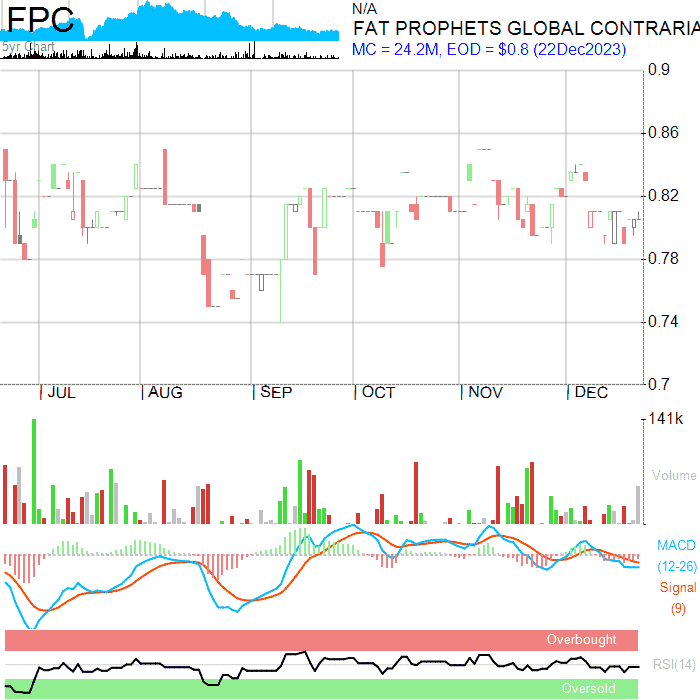 FPC
5yr Chart
N/A
FAT PROPHETS GLOBAL CONTRARIA
MC = 24.2M, EOD = $0.8 (22Dec2023)
0.9
0.86
0.82
0.78
0.74
0.7
JUL AUG SEP OCT NOV DEC
141k
Volume
MACD
(12-26)
Signal
(9)
Overbought
RSI(14)
Oversold